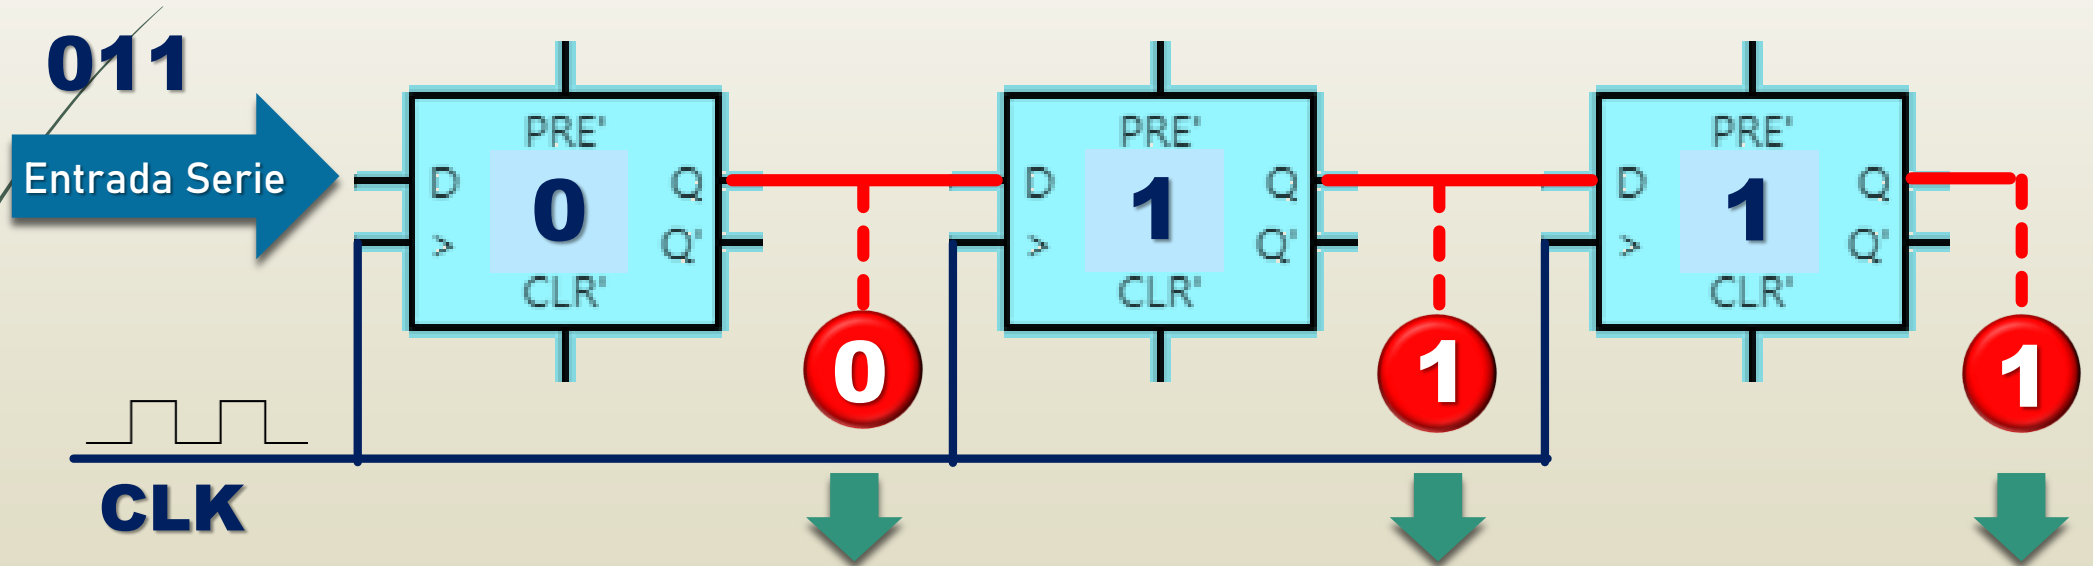 011
Entrada Serie
PRE'
D
0
Q
>
Q'
CLR'
0
PRE'
D
1
Q
>
Q'
CLR'
1
PRE'
D
1
Q
>
Q'
CLR'
1
CLK